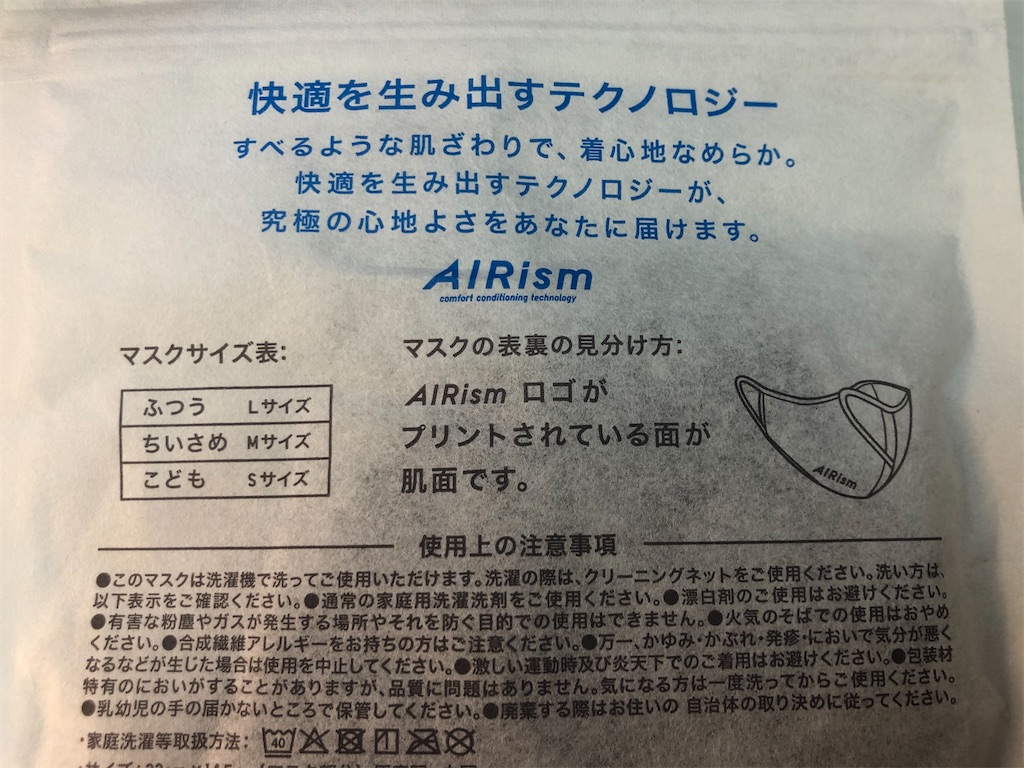 快適を生み出すテクノロジー
すべるような肌ざわりで、着心地なめらか。
快適を生み出すテクノロジーが、
究極の心地よさをあなたに届けます。
AIRism
comfort conditioning technology
マスクサイズ表:
ふつう Lサイズ
ちいさめ Mサイズ
こども Sサイズ
マスクの表裏の見分け方:
AIRism ロゴが
プリントされている面が
肌面です。
AIRism
使用上の注意事項
●このマスクは洗濯機で洗ってご使用いただけます。洗濯の際は、クリーニングネットをご使用ください。洗い方は、
以下表示をご確認ください。●通常の家庭用洗濯洗剤をご使用ください。●漂白剤のご使用はお避けください。
●有害な粉塵やガスが発生する場所やそれを防ぐ目的での使用はできません。●火気のそばでの使用はおやめ
ください。●合成繊維アレルギーをお持ちの方はご注意ください。●万一、かゆみ・かぶれ・発疹・においで気分が悪く
なるなどが生じた場合は使用を中止してください。●激しい運動時及び炎天下でのご着用はお避けください。●包装材
特有のにおいがすることがありますが、品質に問題はありません。気になる方は一度洗ってからご使用ください。
●乳幼児の手の届かないところで保管してください。●廃棄する際はお住いの 自治体の取り決めに従ってください。
・家庭洗濯等取扱方法: 40